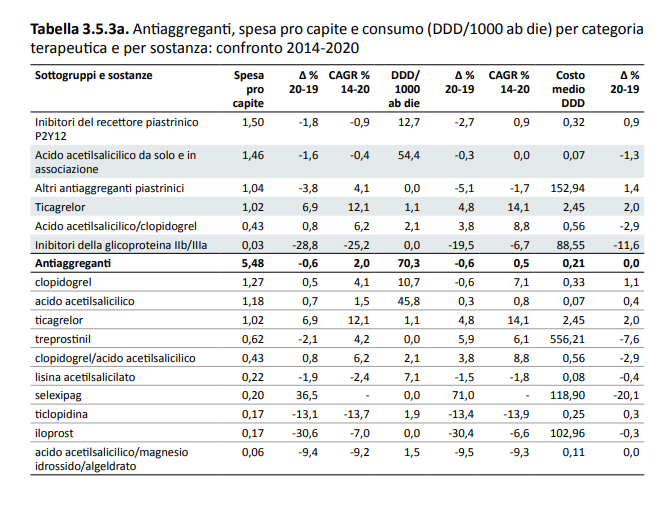 Tabella 3.5.3a. Antiaggreganti, spesa pro capite e consumo (DDD/1000 ab die) per categoria
terapeutica e per sostanza: confronto 2014-2020
Sottogruppi e sostanze Spesa pro capite Δ % 20-19 CAGR % 14-20 DDD/ 1000 ab die Δ % 20-19 CAGR % 14-20 Costo medio DDD Δ % 20-19
Inibitori del recettore piastrinico 1,50 -1,8 -0,9 12,7 -2,7 0,9 0,32 0,9
P2Y12
Acido acetilsalicilico da solo e in 1,46 -1,6 -0,4 54,4 -0,3 0,0 0,07 -1,3
associazione
Altri antiaggreganti piastrinici 1,04 -3,8 4,1 0,0 -5,1 -1,7 152,94 1,4
Ticagrelor 1,02 6,9 12,1 1,1 4,8 14,1 2,45 2,0
Acido acetilsalicilico/clopidogrel 0,43 0,8 6,2 2,1 3,8 8,8 0,56 -2,9
Inibitori della glicoproteina IIb/IIIa 0,03 -28,8 -25,2 0,0 -19,5 -6,7 88,55 -11,6
Antiaggreganti 5,48 -0,6 2,0 70,3 -0,6 0,5 0,21 0,0
clopidogrel 1,27 0,5 4,1 10,7 -0,6 7,1 0,33 1,1
acido acetilsalicilico 1,18 0,7 1,5 45,8 0,3 0,8 0,07 0,4
ticagrelor 1,02 6,9 12,1 1,1 4,8 14,1 2,45 2,0
treprostinil 0,62 -2,1 4,2 0,0 5,9 6,1 556,21 -7,6
clopidogrel/acido acetilsalicilico 0,43 0,8 6,2 2,1 3,8 8,8 0,56 -2,9
lisina acetilsalicilato 0,22 -1,9 -2,4 7,1 -1,5 -1,8 0,08 -0,4
selexipag 0,20 36,5 - 0,0 71,0 - 118,90 -20,1
ticlopidina 0,17 -13,1 -13,7 1,9 -13,4 -13,9 0,25 0,3
iloprost 0,17 -30,6 -7,0 0,0 -30,4 -6,6 102,96 -0,3
acido acetilsalicilico/magnesio 0,06 -9,4 -9,2 1,5 -9,5 -9,3 0,11 0,0
idrossido/algeldrato